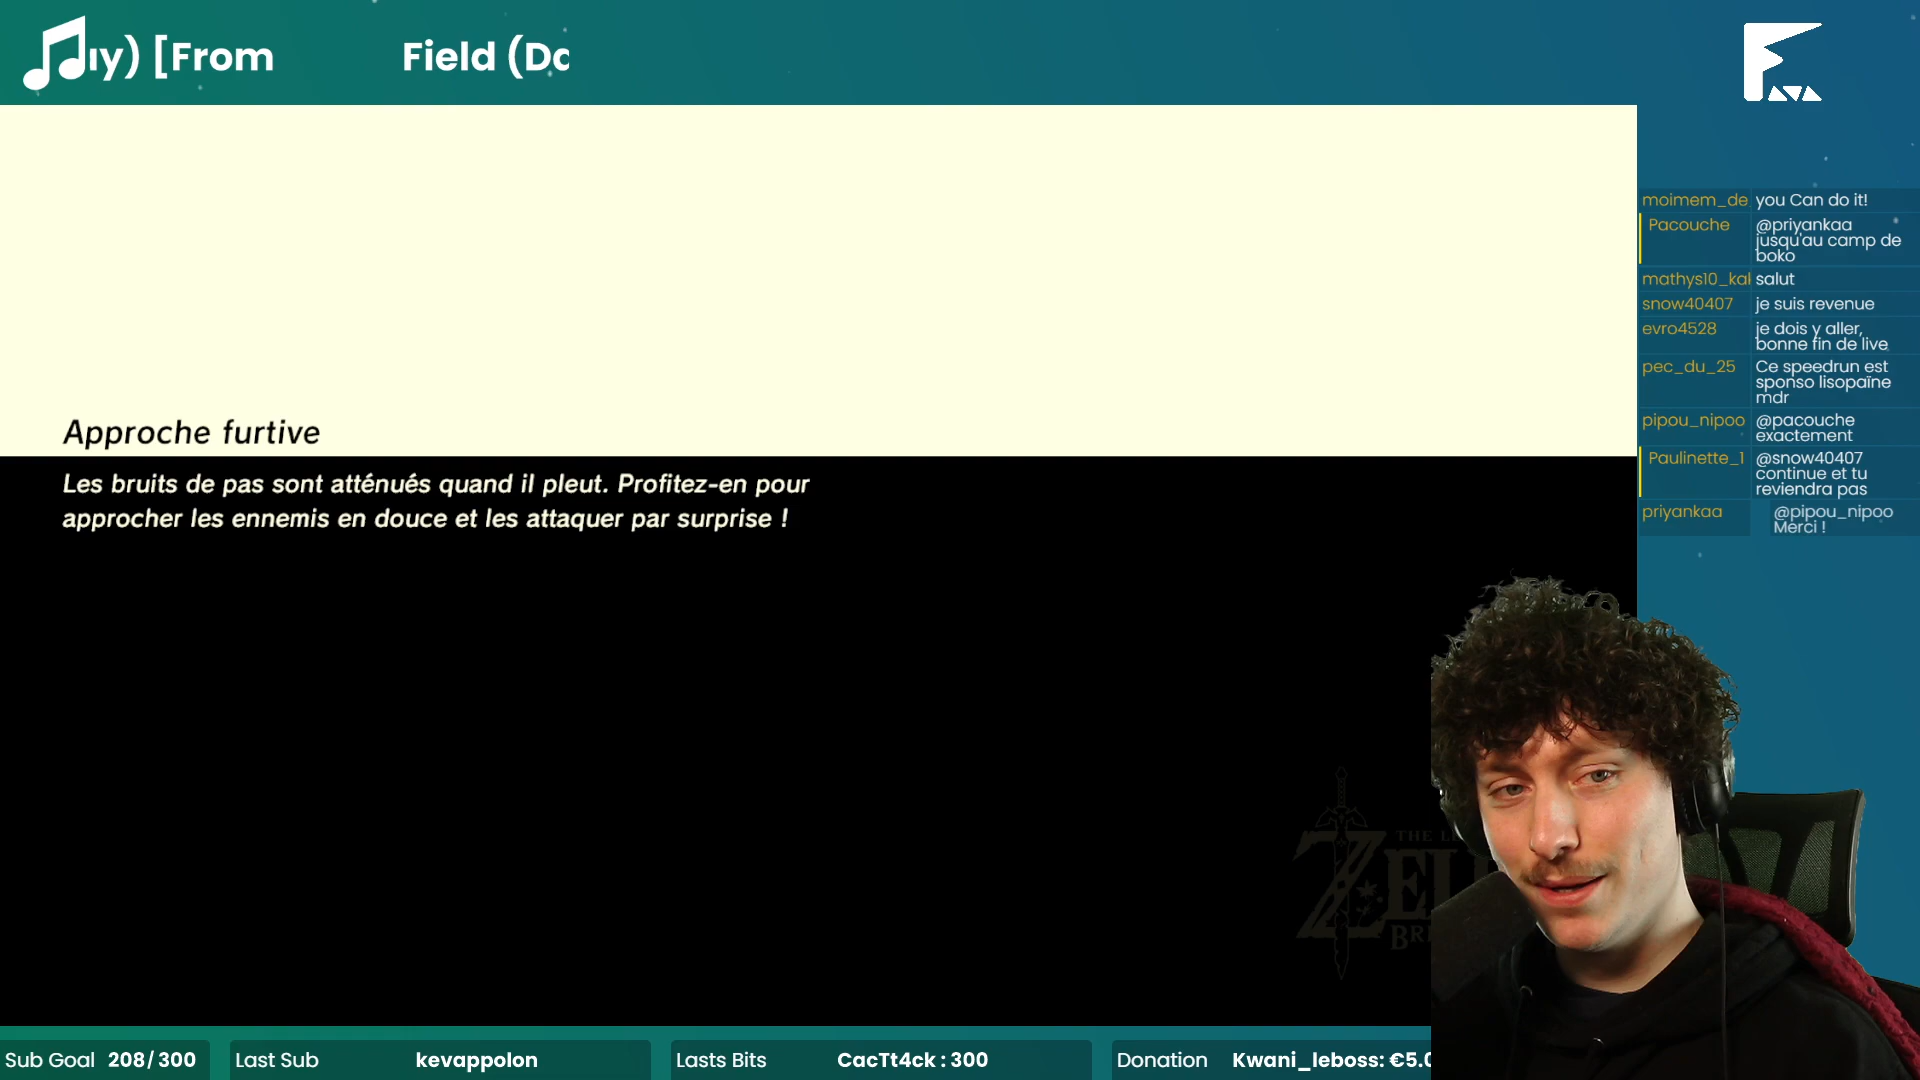 [From Field
moimem_de you Can do it!
Pacouche @priyankaa
jusqu'au camp de
boko
mathys10_kal salut
snow40407 je suis revenue
evro4528 je dois y aller,
bonne fin de live
pec_du_25 Ce speedrun est
sponso lisopaïne
mdr
pipou_nipoo @pacouche
exactement
Paulinette_1 @snow40407
continue et tu
reviendra pas
priyankaa @pipou_nipoo
Merci !
Approche furtive
Les bruits de pas sont atténués quand il pleut. Profitez-en pour
approcher les ennemis en douce et les attaquer par surprise !
THE
Sub Goal 208/300 Last Sub kevappolon Lasts Bits CacTt4ck : 300 Donation Kwani_leboss: €5.0